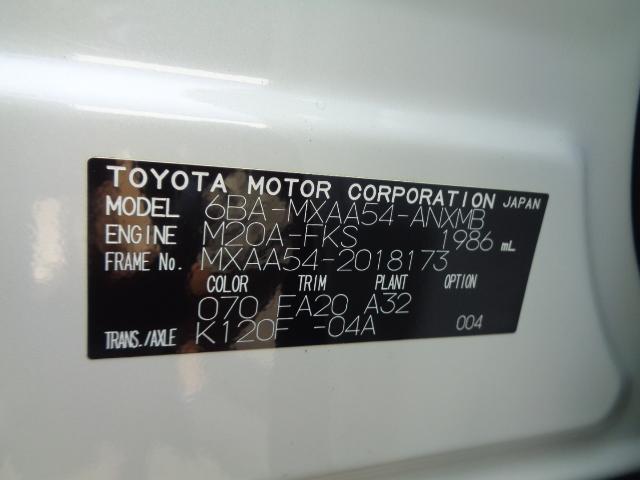 TOYOTA MOTOR CORPORATION JAPAN
MODEL 6BA-MXAA54-ANXMB
ENGINE M20A-FKS 1986 mL
FRAME No. MXAA54-2018173
COLOR TRIM PLANT OPTION
070 EA20 A32
TRANS./AXLE K120F -04A 004